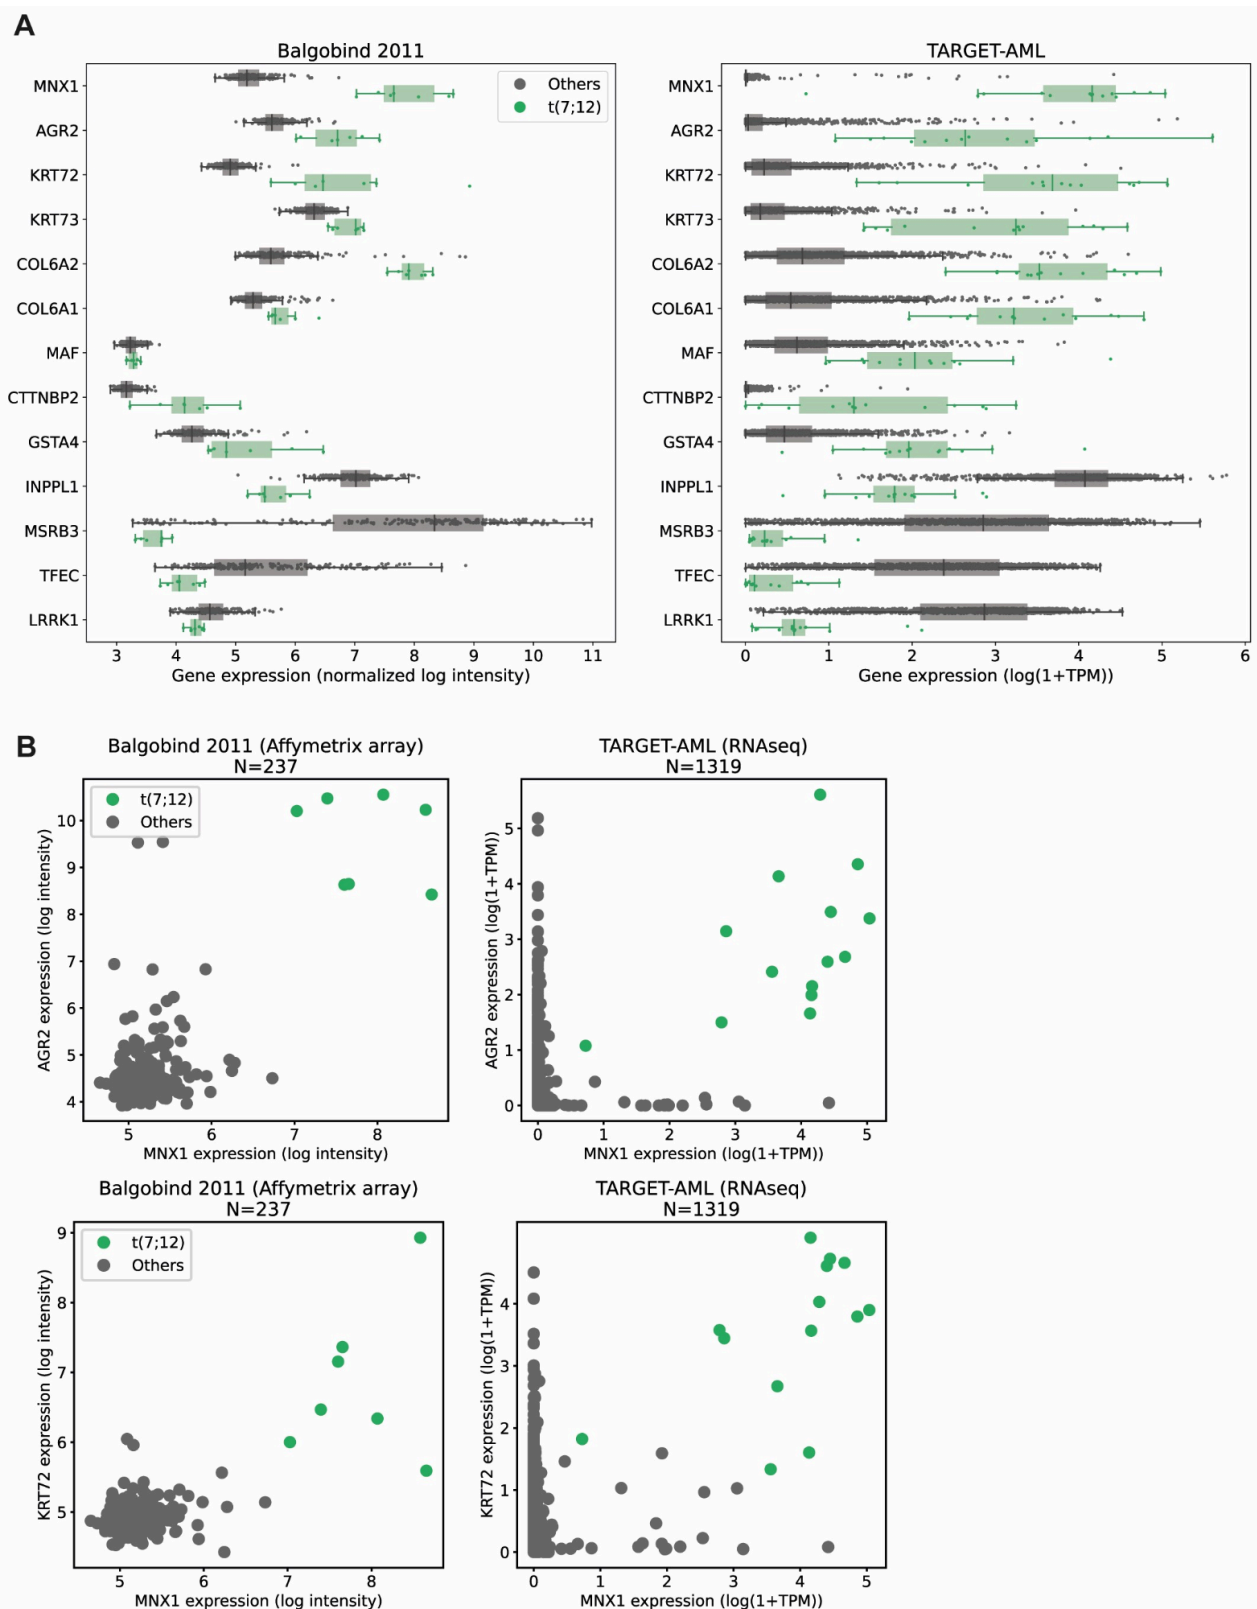 A
Balgobind 2011
MNX1
AGR2
KRT72
KRT73
COL6A2
COL6A1
MAF
CTTNBP2
GSTA4
INPPL1
MSRB3
TFEC
LRRK1
Others
t(7;12)
3 4 5 6 7 8 9 10 11
Gene expression (normalized log intensity)
TARGET-AML
MNX1
AGR2
KRT72
KRT73
COL6A2
COL6A1
MAF
CTTNBP2
GSTA4
INPPL1
MSRB3
TFEC
LRRK1
0 1 2 3 4 5 6
Gene expression (log(1+TPM))
B
Balgobind 2011 (Affymetrix array)
N=237
t(7;12)
Others
AGR2 expression (log intensity)
10
9
8
7
6
5
4
5 6 7 8
MNX1 expression (log intensity)
TARGET-AML (RNAseq)
N=1319
AGR2 expression (log(1+TPM))
5
4
3
2
1
0
0 1 2 3 4 5
MNX1 expression (log(1+TPM))
Balgobind 2011 (Affymetrix array)
N=237
t(7;12)
Others
KRT72 expression (log intensity)
9
8
7
6
5
5 6 7 8
MNX1 expression (log intensity)
TARGET-AML (RNAseq)
N=1319
KRT72 expression (log(1+TPM))
4
3
2
1
0
0 1 2 3 4 5
MNX1 expression (log(1+TPM))